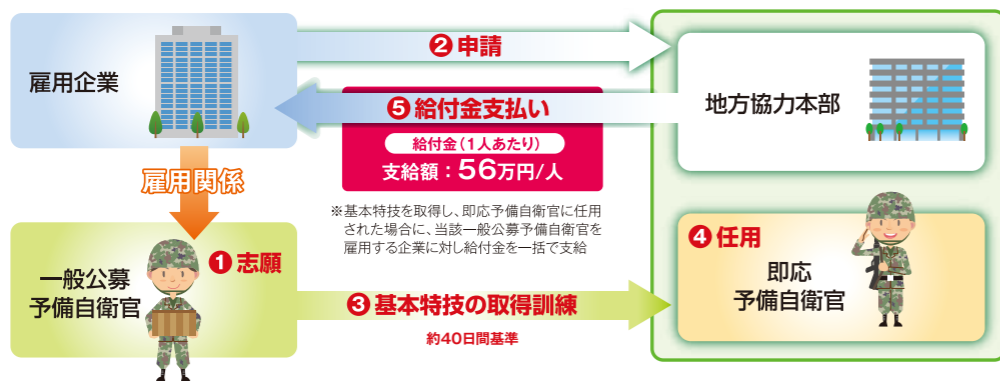 雇用企業
❷申請
地方協力本部
❺給付金支払い
給付金(1人あたり)
支給額:56万円/人
※基本特技を取得し、即応予備自衛官に任用
された場合に、当該一般公募予備自衛官を
雇用する企業に対し給付金を一括で支給
雇用関係
一般公募
予備自衛官
❶志願
❸基本特技の取得訓練
約40日間基準
❹任用
即応
予備自衛官